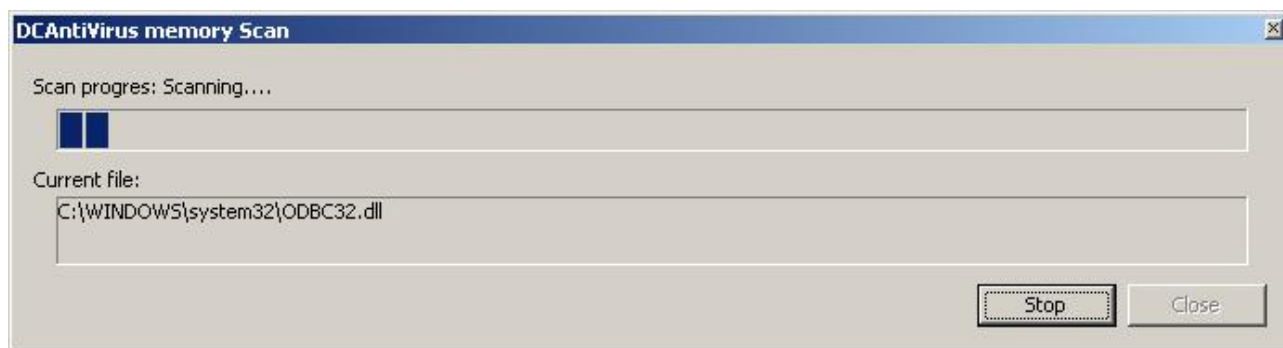 DCAntiVirus memory Scan
Scan progres: Scanning....
Current file:
C:\WINDOWS\system32\ODBC32.dll
Stop Close